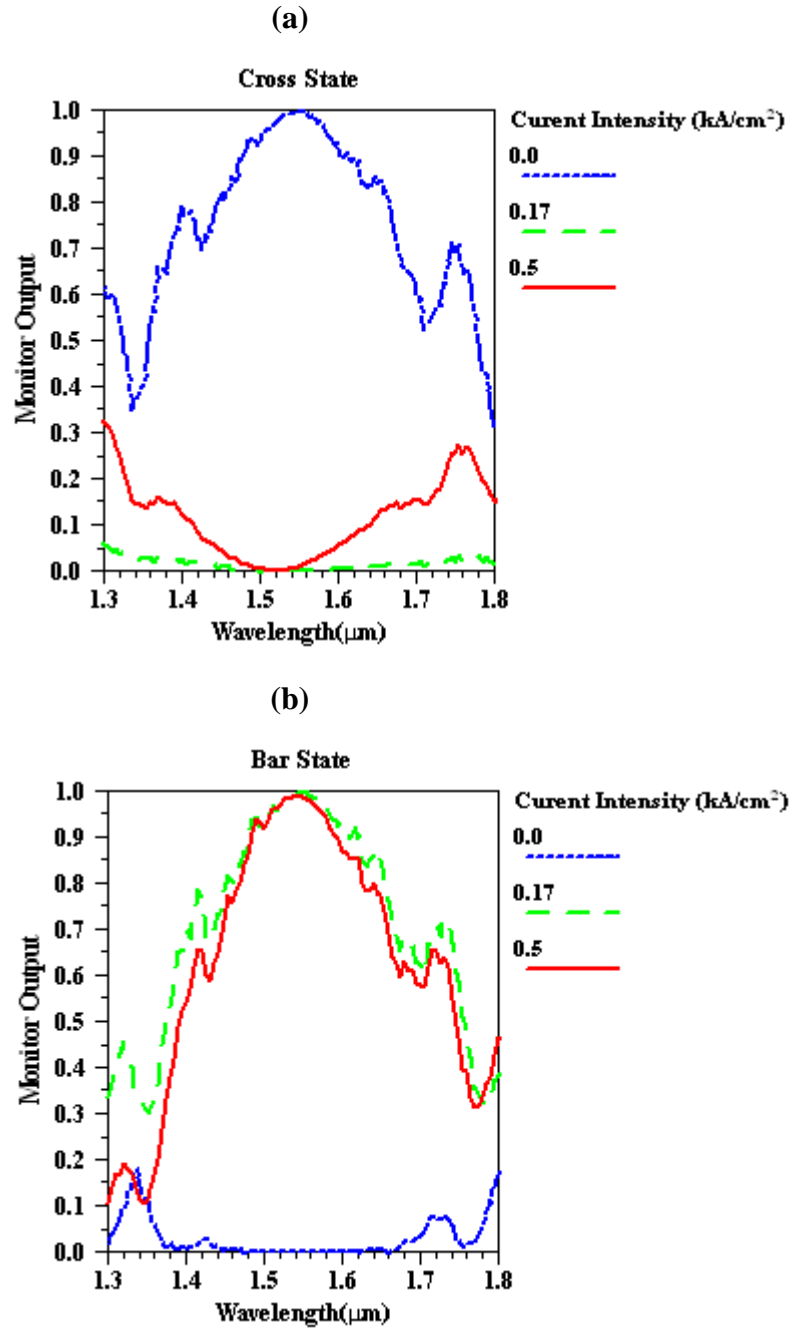 (a)
Cross State
1.0
0.9
0.8
0.7
0.6
0.5
0.4
0.3
0.2
0.1
0.0
Monitor Output
1.3 1.4 1.5 1.6 1.7 1.8
Wavelength(μm)
Curent Intensity (kA/cm²)
0.0
0.17
0.5
(b)
Bar State
1.0
0.9
0.8
0.7
0.6
0.5
0.4
0.3
0.2
0.1
0.0
Monitor Output
1.3 1.4 1.5 1.6 1.7 1.8
Wavelength(μm)
Curent Intensity (kA/cm²)
0.0
0.17
0.5